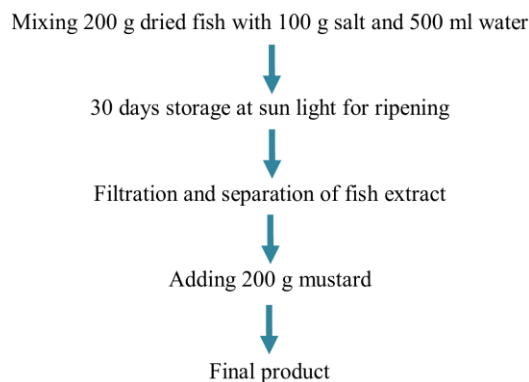 Mixing 200 g dried fish with 100 g salt and 500 ml water
30 days storage at sun light for ripening
Filtration and separation of fish extract
Adding 200 g mustard
Final product